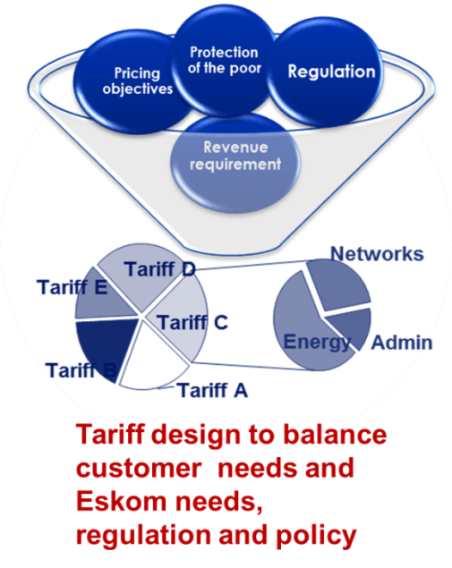 Pricing
objectives
Protection
of the poor
Regulation
Revenue
requirement
Tariff D
Tariff E
Tariff C
Tariff B
Tariff A
Networks
Energy
Admin
Tariff design to balance
customer needs and
Eskom needs,
regulation and policy